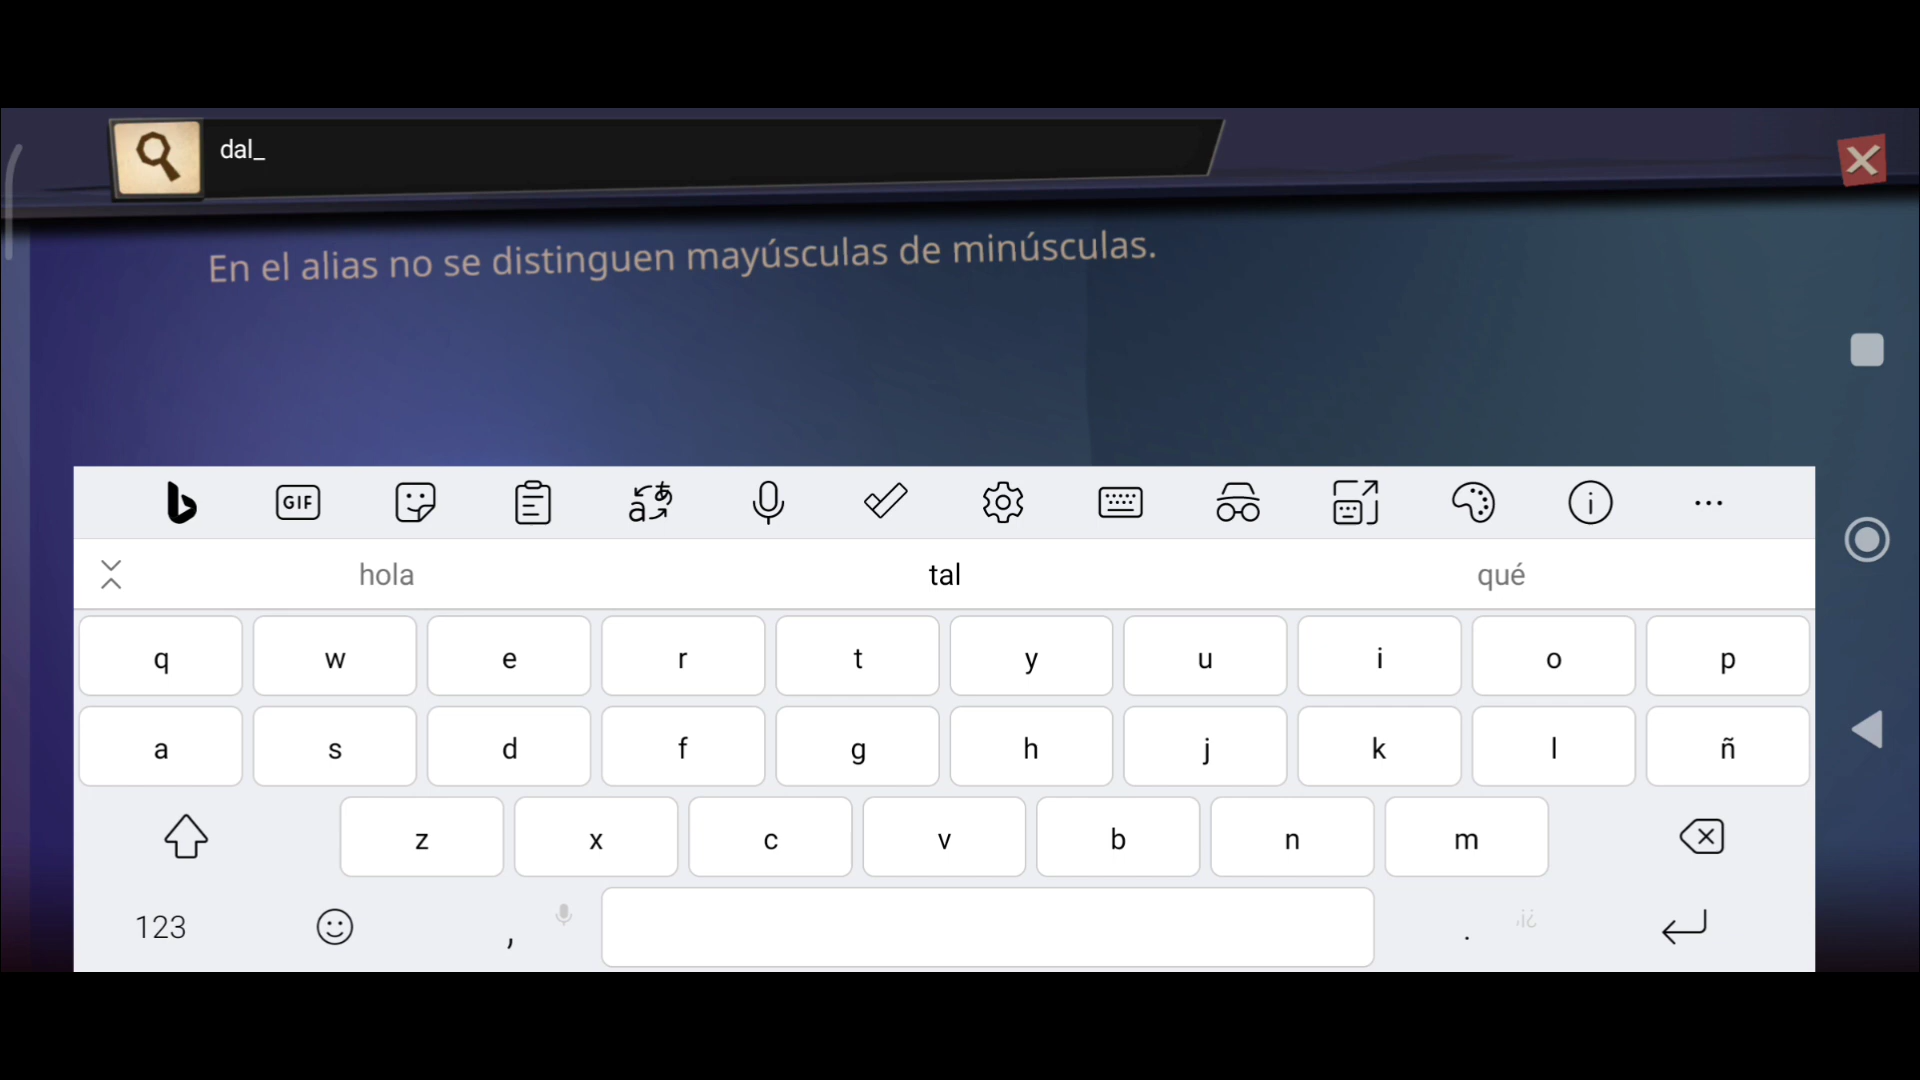 dal_
En el alias no se distinguen mayúsculas de minúsculas.
GIF
hola tal qué
q w e r t y u i o p
a s d f g h j k l ñ
z x c v b n m
123 , .